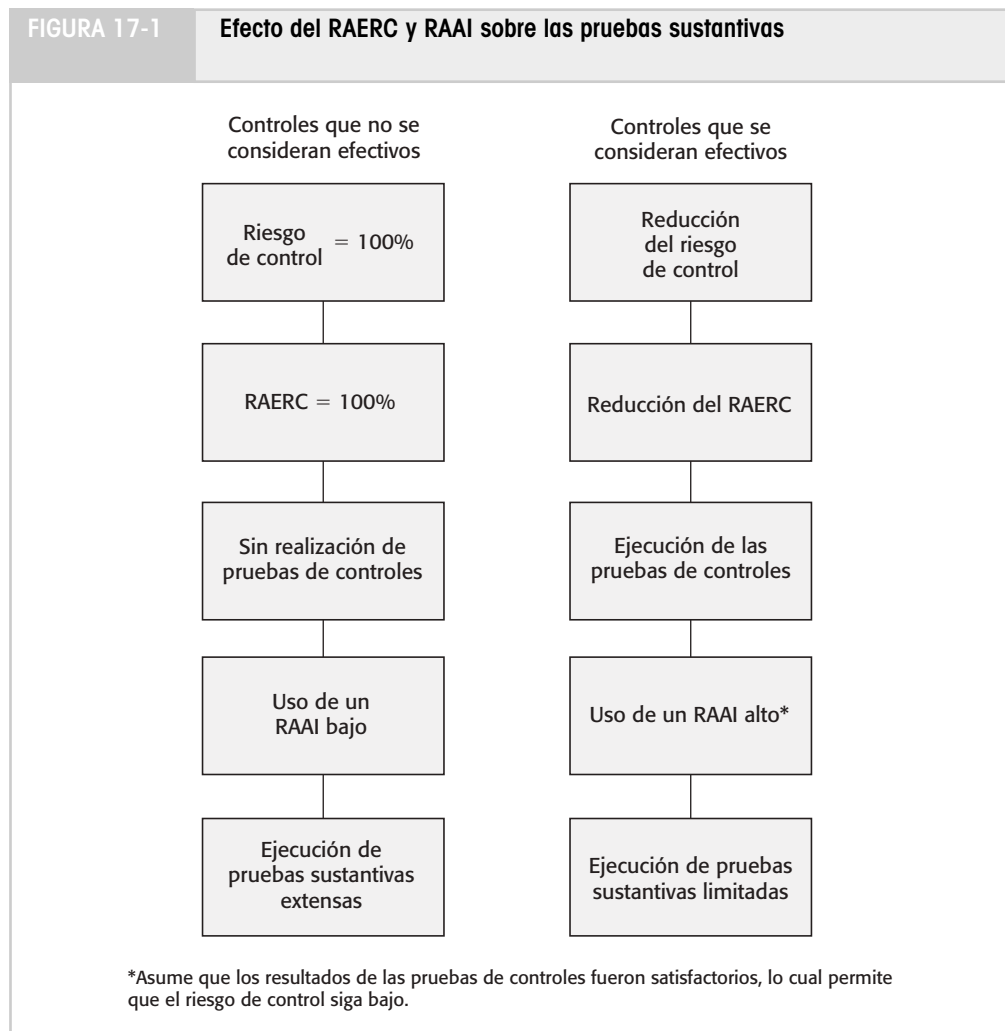 FIGURA 17-1
Efecto del RAERC y RAAI sobre las pruebas sustantivas
Controles que no se
consideran efectivos
Riesgo
de control = 100%
RAERC = 100%
Sin realización de
pruebas de controles
Uso de un
RAAI bajo
Ejecución de
pruebas sustantivas
extensas
Controles que se
consideran efectivos
Reducción
del riesgo
de control
Reducción del RAERC
Ejecución de las
pruebas de controles
Uso de un RAAI alto*
Ejecución de pruebas
sustantivas limitadas
*Asume que los resultados de las pruebas de controles fueron satisfactorios, lo cual permite
que el riesgo de control siga bajo.